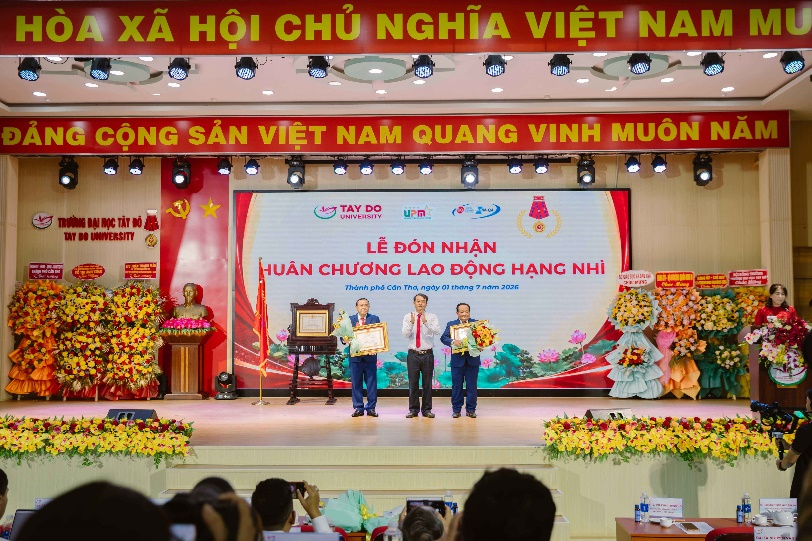 HÒA XÃ HỘI CHỦ NGHĨA VIỆT NAM MU
ĐẢNG CỘNG SẢN VIỆT NAM QUANG VINH MUÔN NĂM
TRƯỜNG ĐẠI HỌC TÂY ĐÔ
TAY DO UNIVERSITY
TAY DO
UNIVERSITY
LỄ ĐÓN NHẬN
HUÂN CHƯƠNG LAO ĐỘNG HẠNG NHÌ
Thành phố Cần Thơ, ngày 01 tháng 7 năm 2026